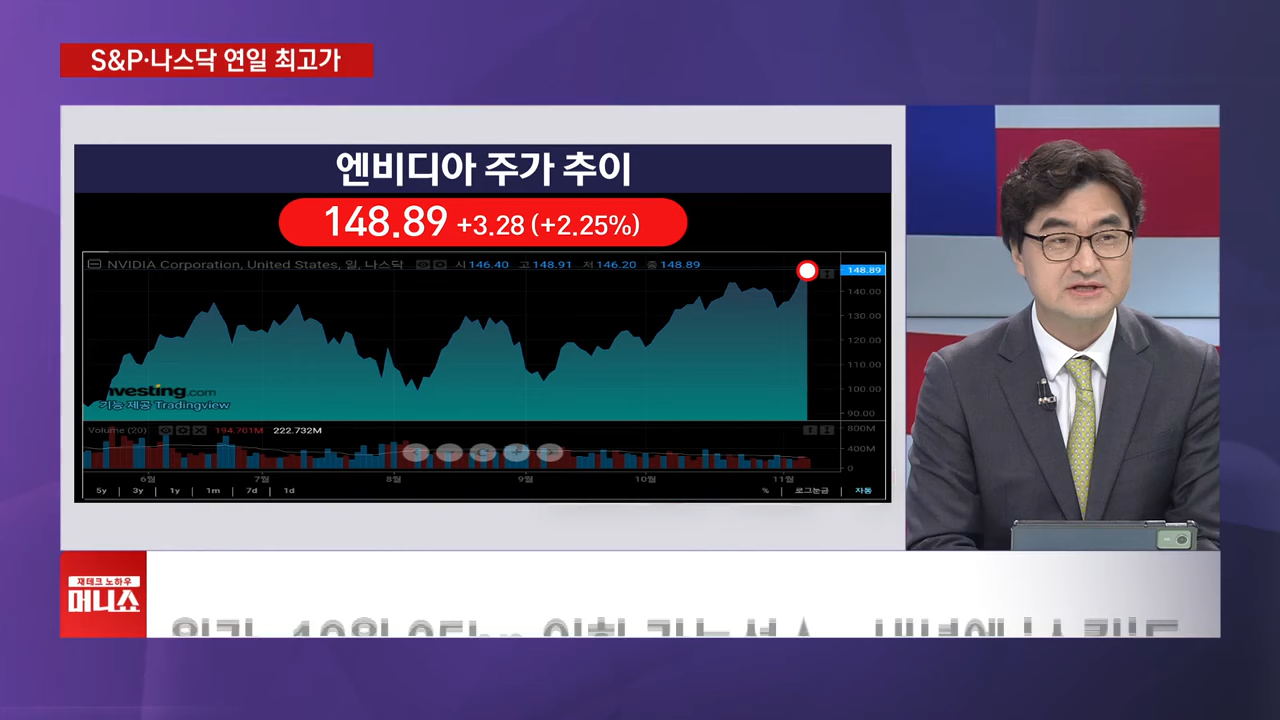 S&P·나스닥 연일 최고가
엔비디아 주가 추이
148.89 +3.28 (+2.25%)
NVIDIA Corporation, United States, 일, 나스닥 시 146.40 고 148.91 저 146.20 종 148.89
148.89
140.00
130.00
120.00
110.00
100.00
90.00
Investing.com
기능 제공 Tradingview
Volume (20) 194.701M 222.732M
800M
400M
0
6월 7월 8월 9월 10월 11월
5y | 3y | 1y | 1m | 7d | 1d
% | 로그눈금 | 자동
재테크 노하우
머니쇼